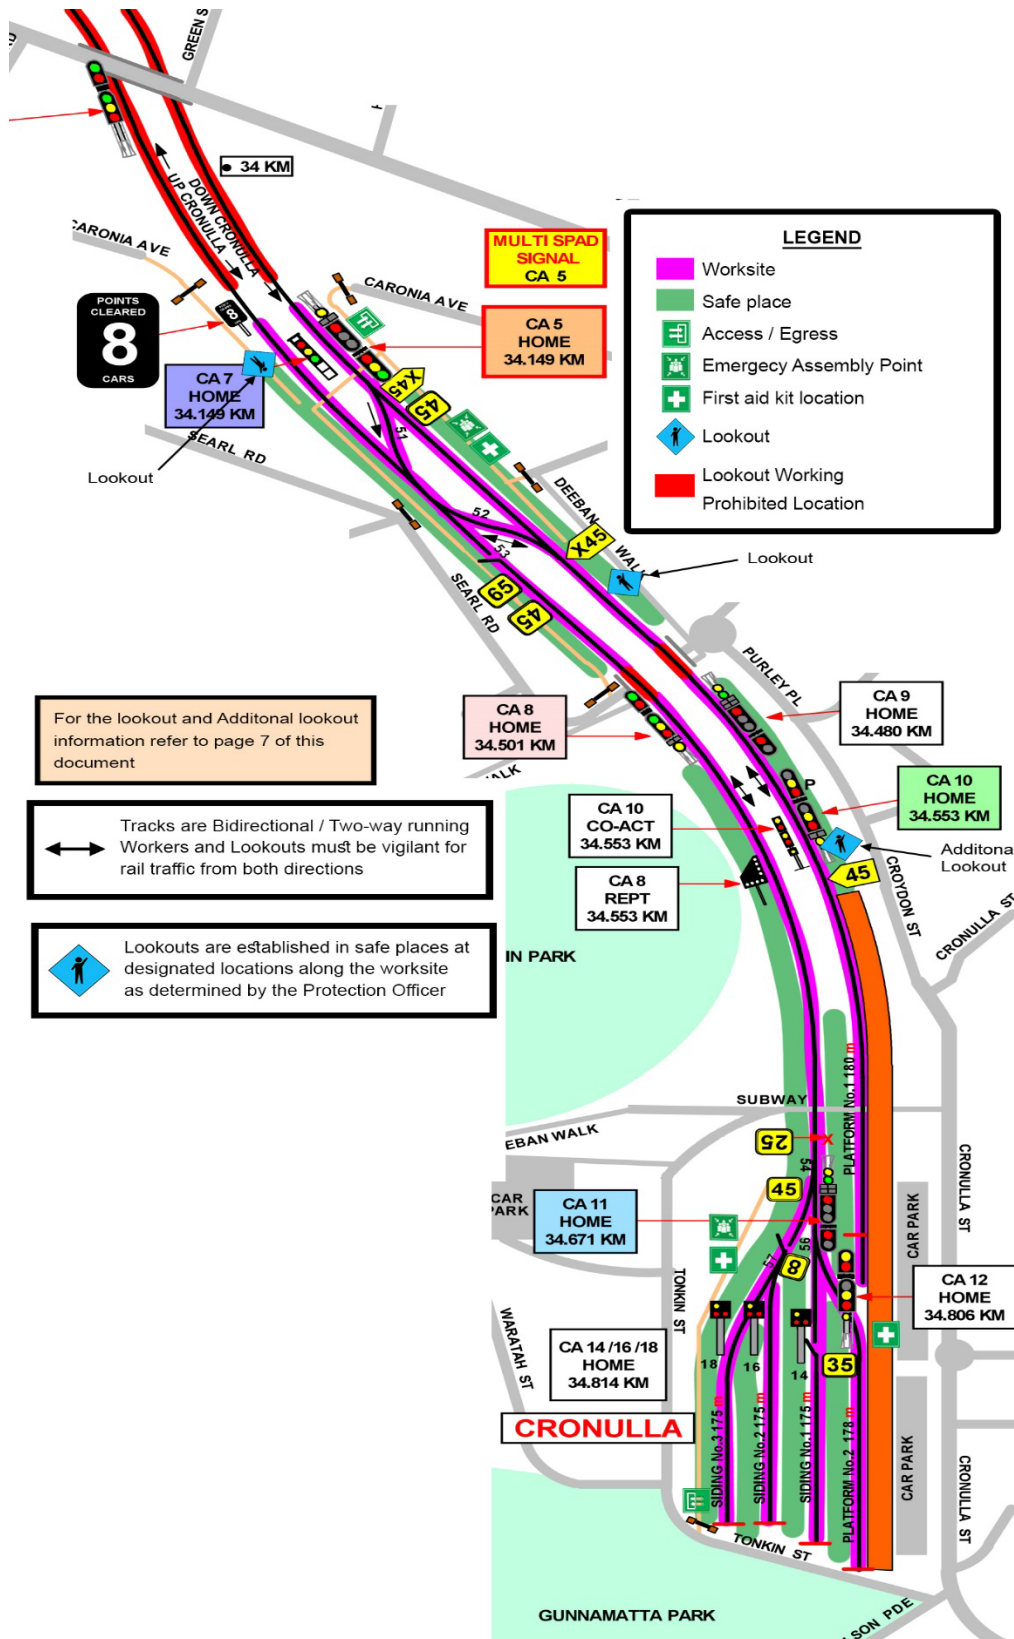 GREEN S
34 KM
UP CRONULLA
DOWN CRONULLA
CARONIA AVE
MULTI SPAD
SIGNAL
CA 5
CARONIA AVE
CA 5
HOME
34.149 KM
POINTS
CLEARED
8
CARS
8
CA 7
HOME
34.149 KM
Lookout
SEARL RD
X45
45
51
52
53
DEEBAN WALK
X45
Lookout
SEARL RD
65
45
LEGEND
Worksite
Safe place
Access / Egress
Emergecy Assembly Point
First aid kit location
Lookout
Lookout Working
Prohibited Location
PURLEY PL
For the lookout and Additonal lookout
information refer to page 7 of this
document
CA 8
HOME
34.501 KM
ALK
CA 9
HOME
34.480 KM
P
CA 10
HOME
34.553 KM
CA 10
CO-ACT
34.553 KM
CA 8
REPT
34.553 KM
Additona
Lookout
45
CROYDON ST
CRONULLA ST
Tracks are Bidirectional / Two-way running
Workers and Lookouts must be vigilant for
rail traffic from both directions
Lookouts are established in safe places at
designated locations along the worksite
as determined by the Protection Officer
IN PARK
SUBWAY
PLATFORM No.1 180 m
EBAN WALK
25
X
54
45
CAR
PARK
CA 11
HOME
34.671 KM
56
57
8
CAR PARK
CRONULLA ST
CA 12
HOME
34.806 KM
TONKIN ST
WARATAH ST
CA 14 /16 /18
HOME
34.814 KM
18
16
14
35
CRONULLA
SIDING No.3 175 m
SIDING No.2 175 m
SIDING No.1 175 m
PLATFORM No.2 178 m
CAR PARK
CRONULLA ST
TONKIN ST
GUNNAMATTA PARK
LSON PDE